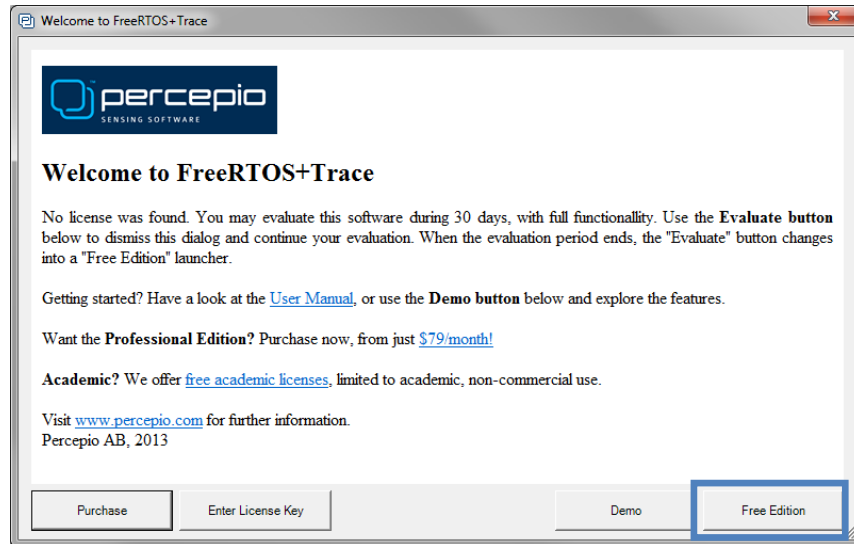 Welcome to FreeRTOS+Trace
percepio
SENSING SOFTWARE
Welcome to FreeRTOS+Trace
No license was found. You may evaluate this software during 30 days, with full functionallity. Use the Evaluate button
below to dismiss this dialog and continue your evaluation. When the evaluation period ends, the "Evaluate" button changes
into a "Free Edition" launcher.
Getting started? Have a look at the User Manual, or use the Demo button below and explore the features.
Want the Professional Edition? Purchase now, from just $79/month!
Academic? We offer free academic licenses, limited to academic, non-commercial use.
Visit www.percepio.com for further information.
Percepio AB, 2013
Purchase Enter License Key Demo Free Edition